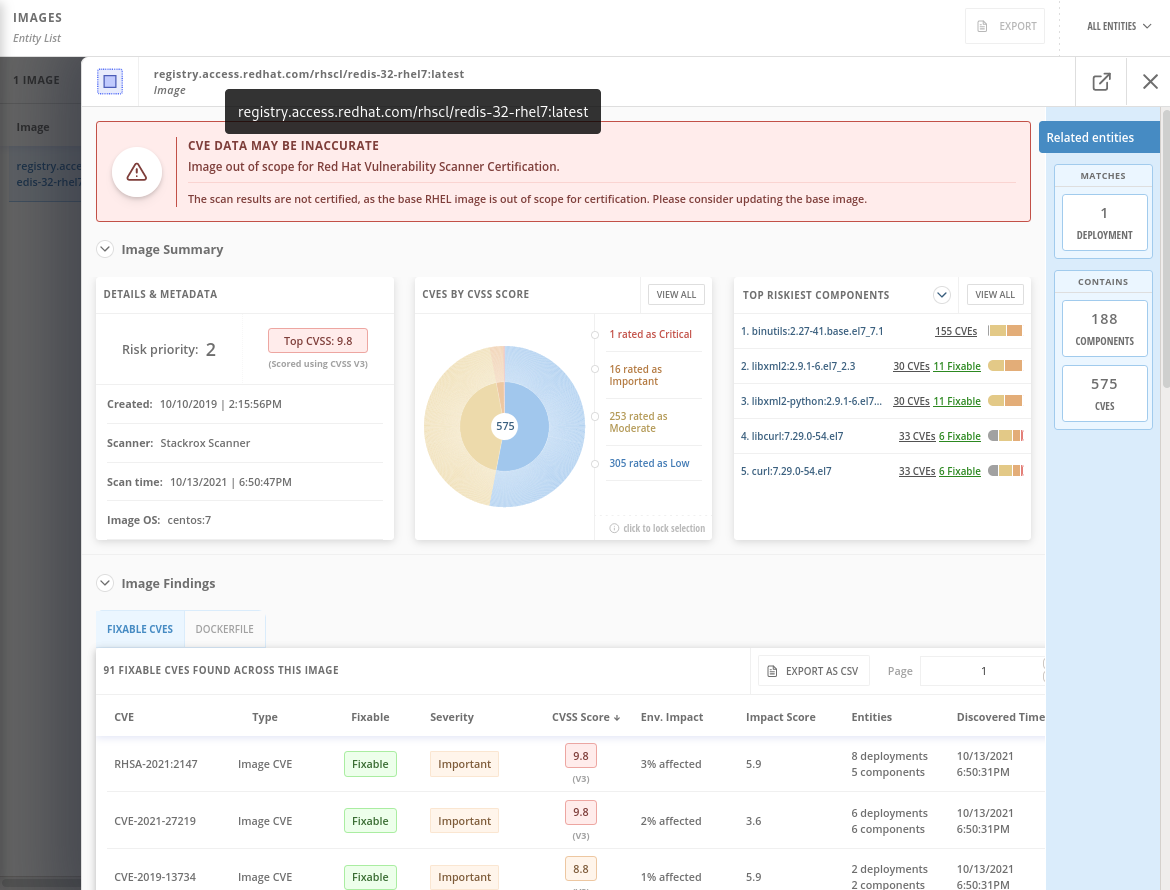 IMAGES
Entity List
EXPORT
ALL ENTITIES
1 IMAGE
Image
registry.acce
edis-32-rhel7
registry.access.redhat.com/rhscl/redis-32-rhel7:latest
Image
registry.access.redhat.com/rhscl/redis-32-rhel7:latest
CVE DATA MAY BE INACCURATE
Image out of scope for Red Hat Vulnerability Scanner Certification.
The scan results are not certified, as the base RHEL image is out of scope for certification. Please consider updating the base image.
Related entities
MATCHES
1
DEPLOYMENT
CONTAINS
188
COMPONENTS
575
CVES
Image Summary
DETAILS & METADATA
Risk priority: 2
Top CVSS: 9.8
(Scored using CVSS V3)
Created: 10/10/2019 | 2:15:56PM
Scanner: Stackrox Scanner
Scan time: 10/13/2021 | 6:50:47PM
Image OS: centos:7
CVES BY CVSS SCORE
VIEW ALL
575
1 rated as Critical
16 rated as
Important
253 rated as
Moderate
305 rated as Low
click to lock selection
TOP RISKIEST COMPONENTS
VIEW ALL
1. binutils:2.27-41.base.el7_7.1 155 CVEs
2. libxml2:2.9.1-6.el7_2.3 30 CVEs 11 Fixable
3. libxml2-python:2.9.1-6.el7... 30 CVEs 11 Fixable
4. libcurl:7.29.0-54.el7 33 CVEs 6 Fixable
5. curl:7.29.0-54.el7 33 CVEs 6 Fixable
Image Findings
FIXABLE CVES DOCKERFILE
91 FIXABLE CVES FOUND ACROSS THIS IMAGE
EXPORT AS CSV
Page 1
CVE Type Fixable Severity CVSS Score Env. Impact Impact Score Entities Discovered Time
RHSA-2021:2147 Image CVE Fixable Important 9.8 (V3) 3% affected 5.9 8 deployments 5 components 10/13/2021 6:50:31PM
CVE-2021-27219 Image CVE Fixable Important 9.8 (V3) 2% affected 3.6 6 deployments 6 components 10/13/2021 6:50:31PM
CVE-2019-13734 Image CVE Fixable Important 8.8 1% affected 5.9 2 deployments 2 components 10/13/2021 6:50:31PM